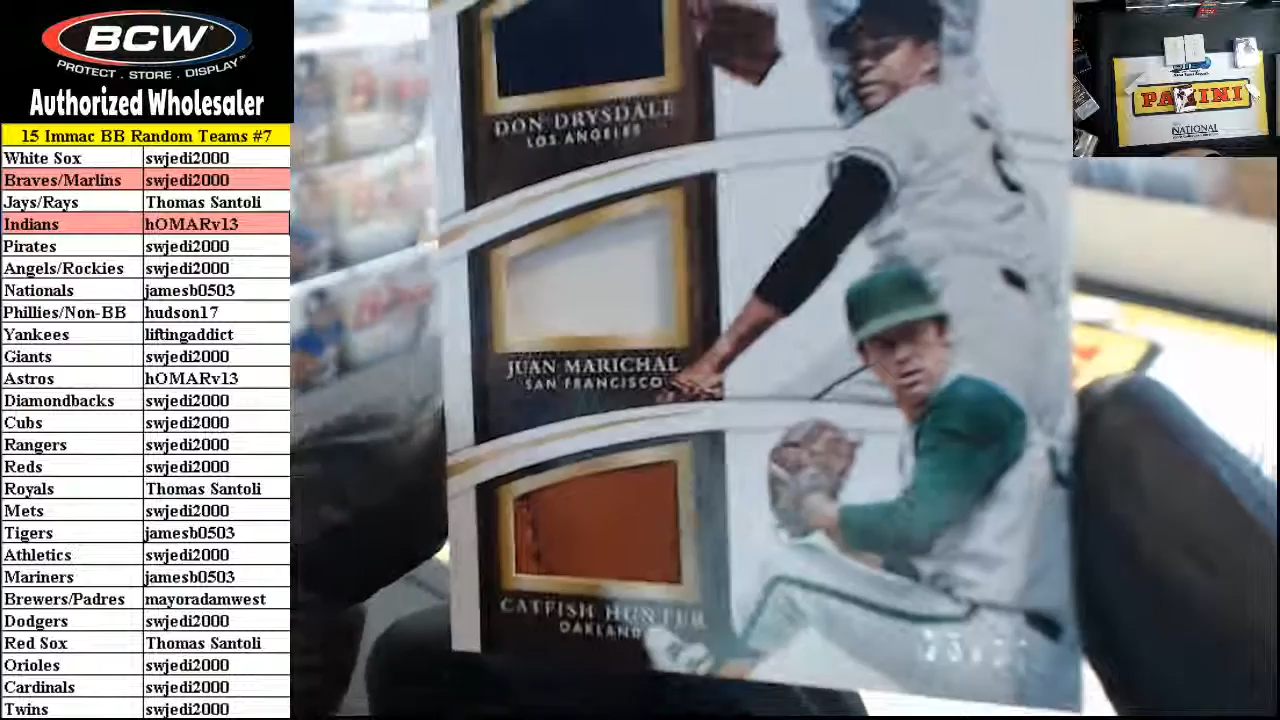 BCW
PROTECT . STORE . DISPLAY
Authorized Wholesaler
15 Immac BB Random Teams #7
White Sox swjedi2000
Braves/Marlins swjedi2000
Jays/Rays Thomas Santoli
Indians hOMARv13
Pirates swjedi2000
Angels/Rockies swjedi2000
Nationals jamesb0503
Phillies/Non-BB hudson17
Yankees liftingaddict
Giants swjedi2000
Astros hOMARv13
Diamondbacks swjedi2000
Cubs swjedi2000
Rangers swjedi2000
Reds swjedi2000
Royals Thomas Santoli
Mets swjedi2000
Tigers jamesb0503
Athletics swjedi2000
Mariners jamesb0503
Brewers/Padres mayoradamwest
Dodgers swjedi2000
Red Sox Thomas Santoli
Orioles swjedi2000
Cardinals swjedi2000
Twins swjedi2000
DON DRYSDALE
LOS ANGELES
JUAN MARICHAL
SAN FRANCISCO
CATFISH HUNTER
OAKLAND
PANINI
NATIONAL